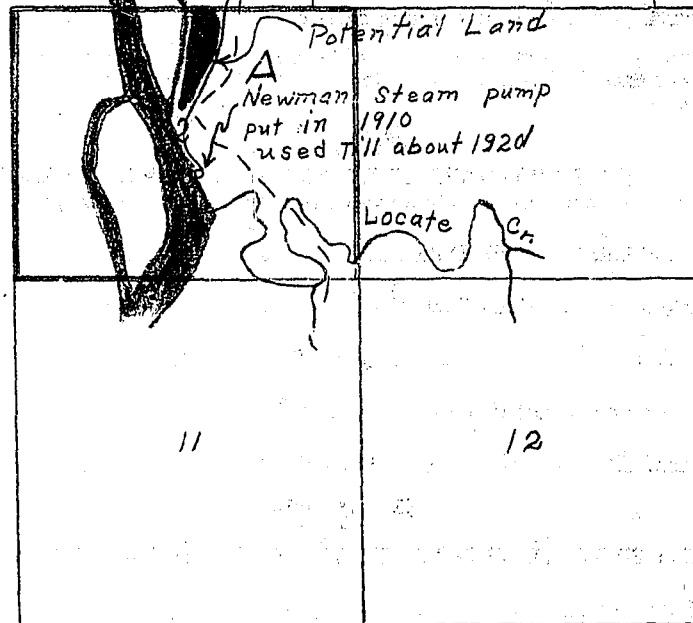 Potential Land
A
Newman Steam pump
put in 1910
used Till about 1920
Locate Cr.
11
12